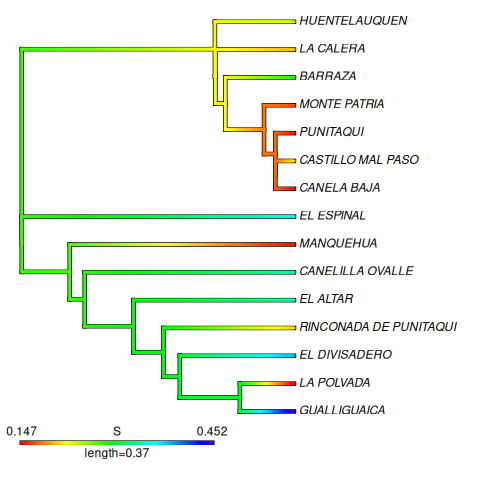 HUENTELAUQUEN
LA CALERA
BARRAZA
MONTE PATRIA
PUNITAQUI
CASTILLO MAL PASO
CANELA BAJA
EL ESPINAL
MANQUEHUA
CANELILLA OVALLE
EL ALTAR
RINCONADA DE PUNITAQUI
EL DIVISADERO
LA POLVADA
GUALLIGUAICA
0.147 S 0.452
length=0.37